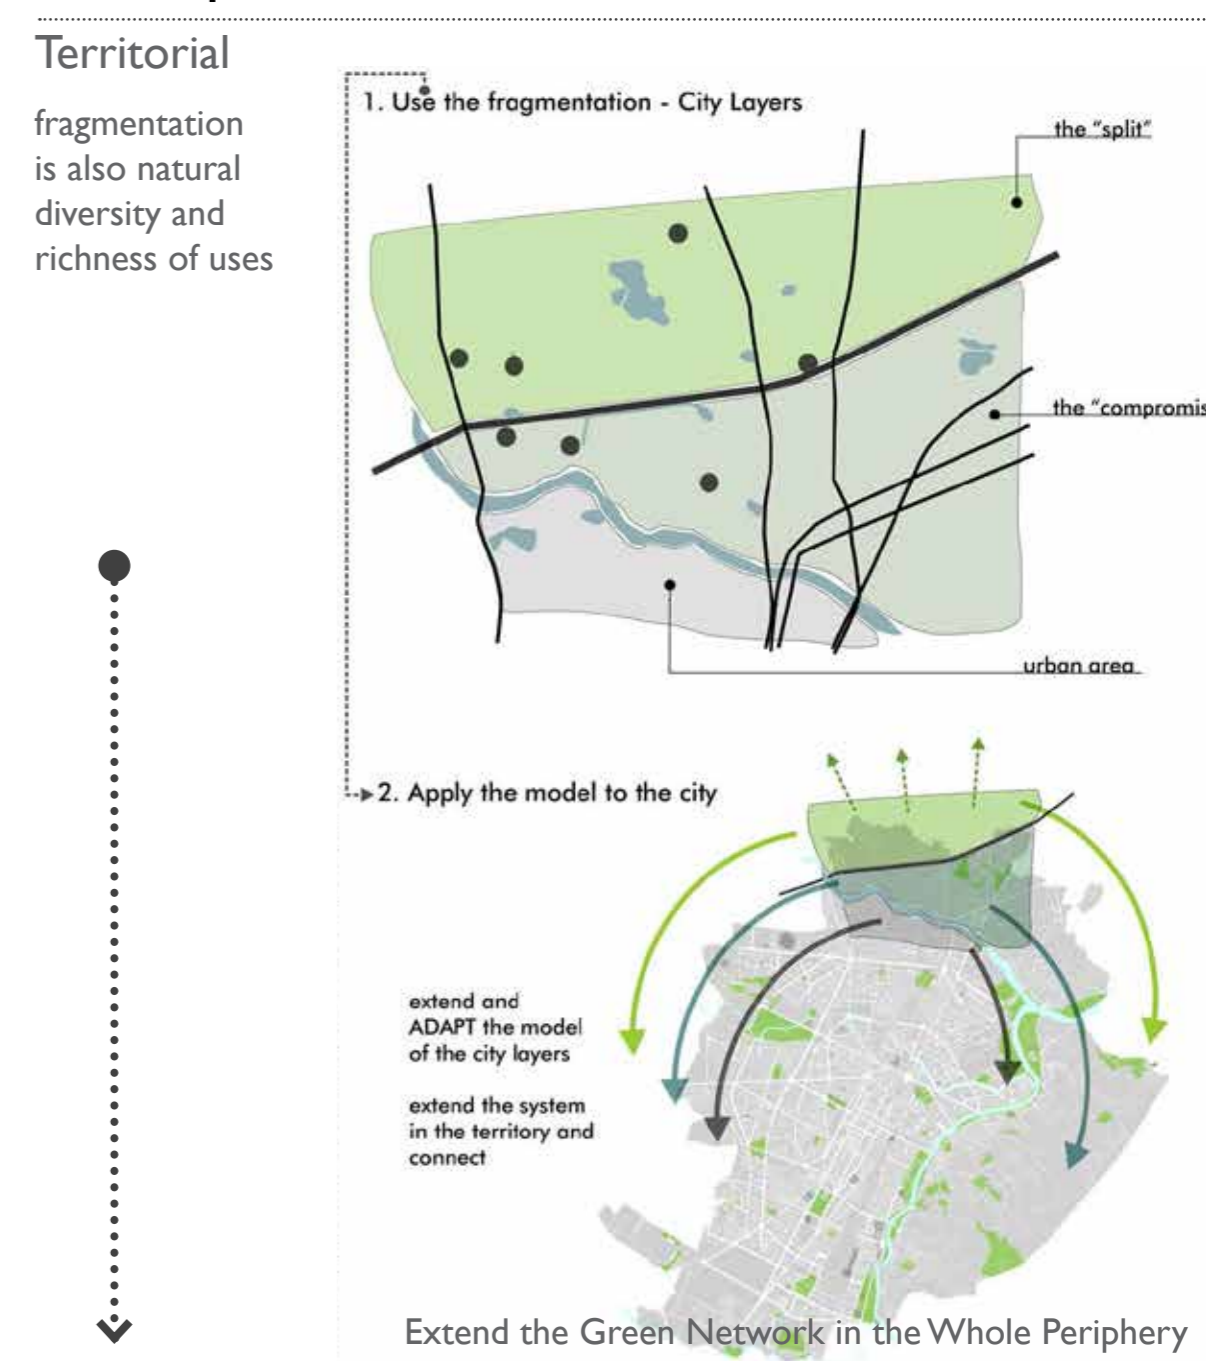 Territorial
fragmentation
is also natural
diversity and
richness of uses
1. Use the fragmentation - City Layers
the "split"
the "compromis
urban area
2. Apply the model to the city
extend and
ADAPT the model
of the city layers
extend the system
in the territory and
connect
Extend the Green Network in the Whole Periphery